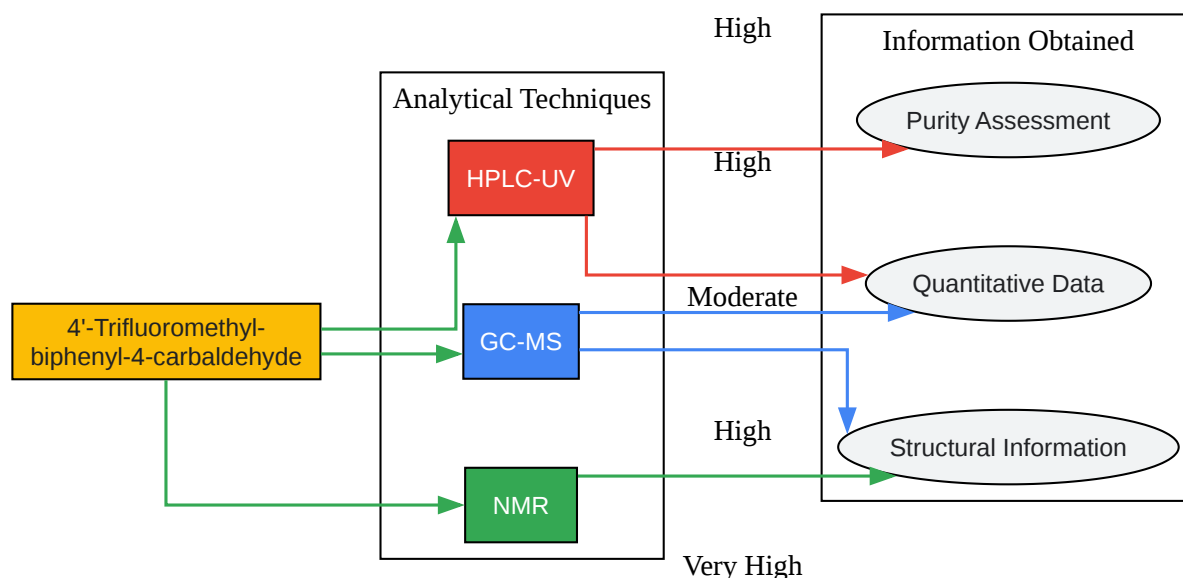 High
Information Obtained
Analytical Techniques
Purity Assessment
High
HPLC-UV
Quantitative Data
Moderate
4'-Trifluoromethyl-
biphenyl-4-carbaldehyde
GC-MS
High
Structural Information
NMR
Very High